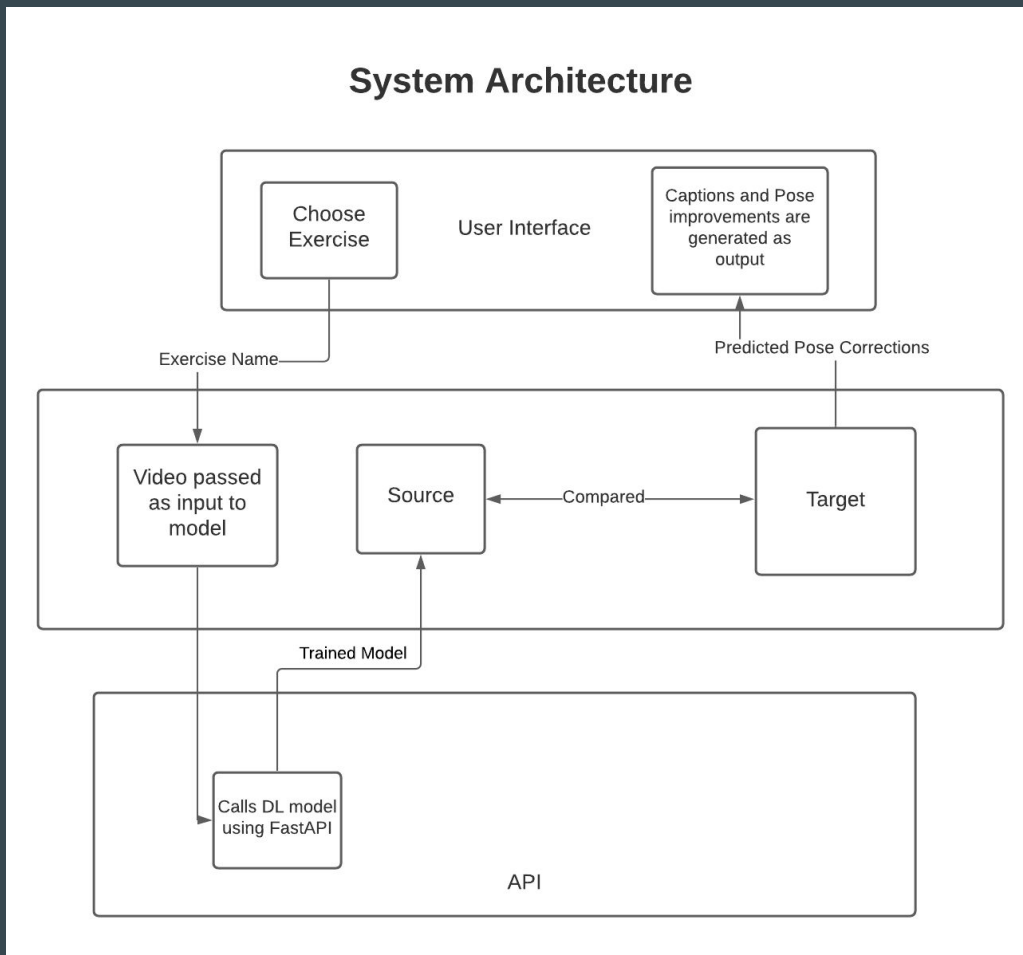 System Architecture
Choose
Exercise
User Interface
Captions and Pose
improvements are
generated as
output
Exercise Name
Predicted Pose Corrections
Video passed
as input to
model
Source
Compared
Target
Trained Model
Calls DL model
using FastAPI
API